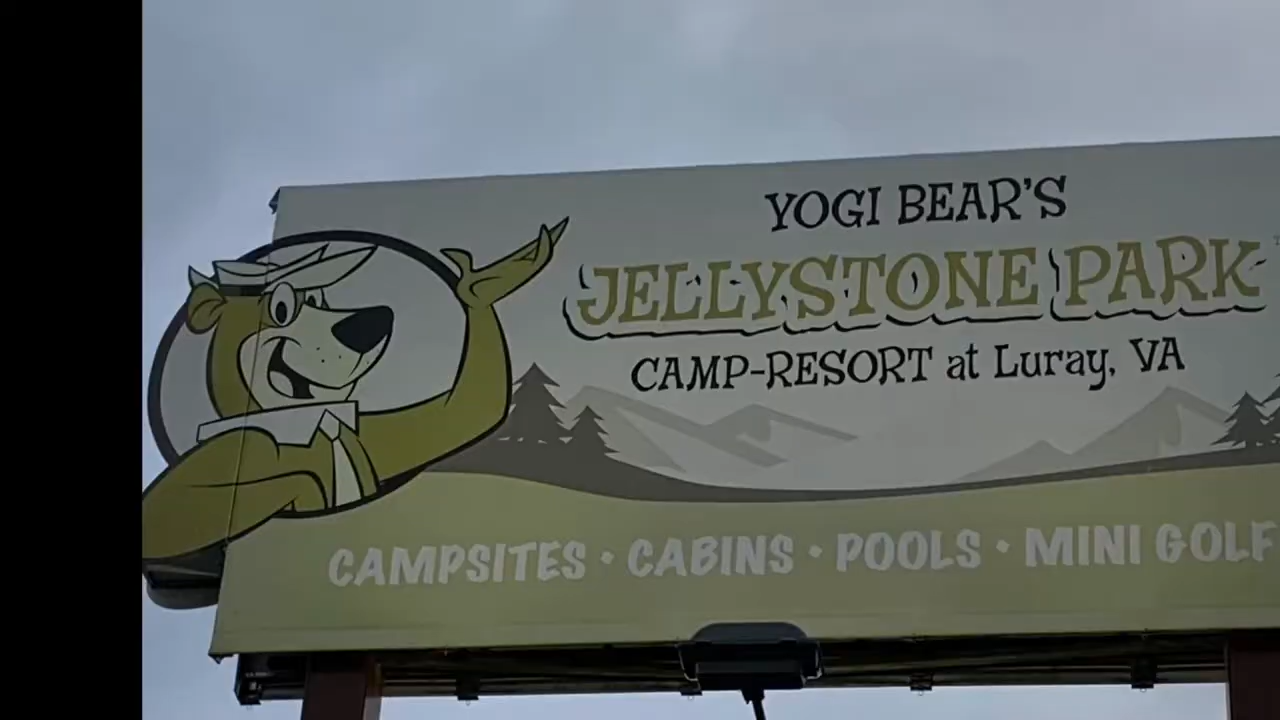 YOGI BEAR'S
JELLYSTONE PARK
CAMP-RESORT at Luray, VA
CAMPSITES • CABINS • POOLS • MINI GOLF